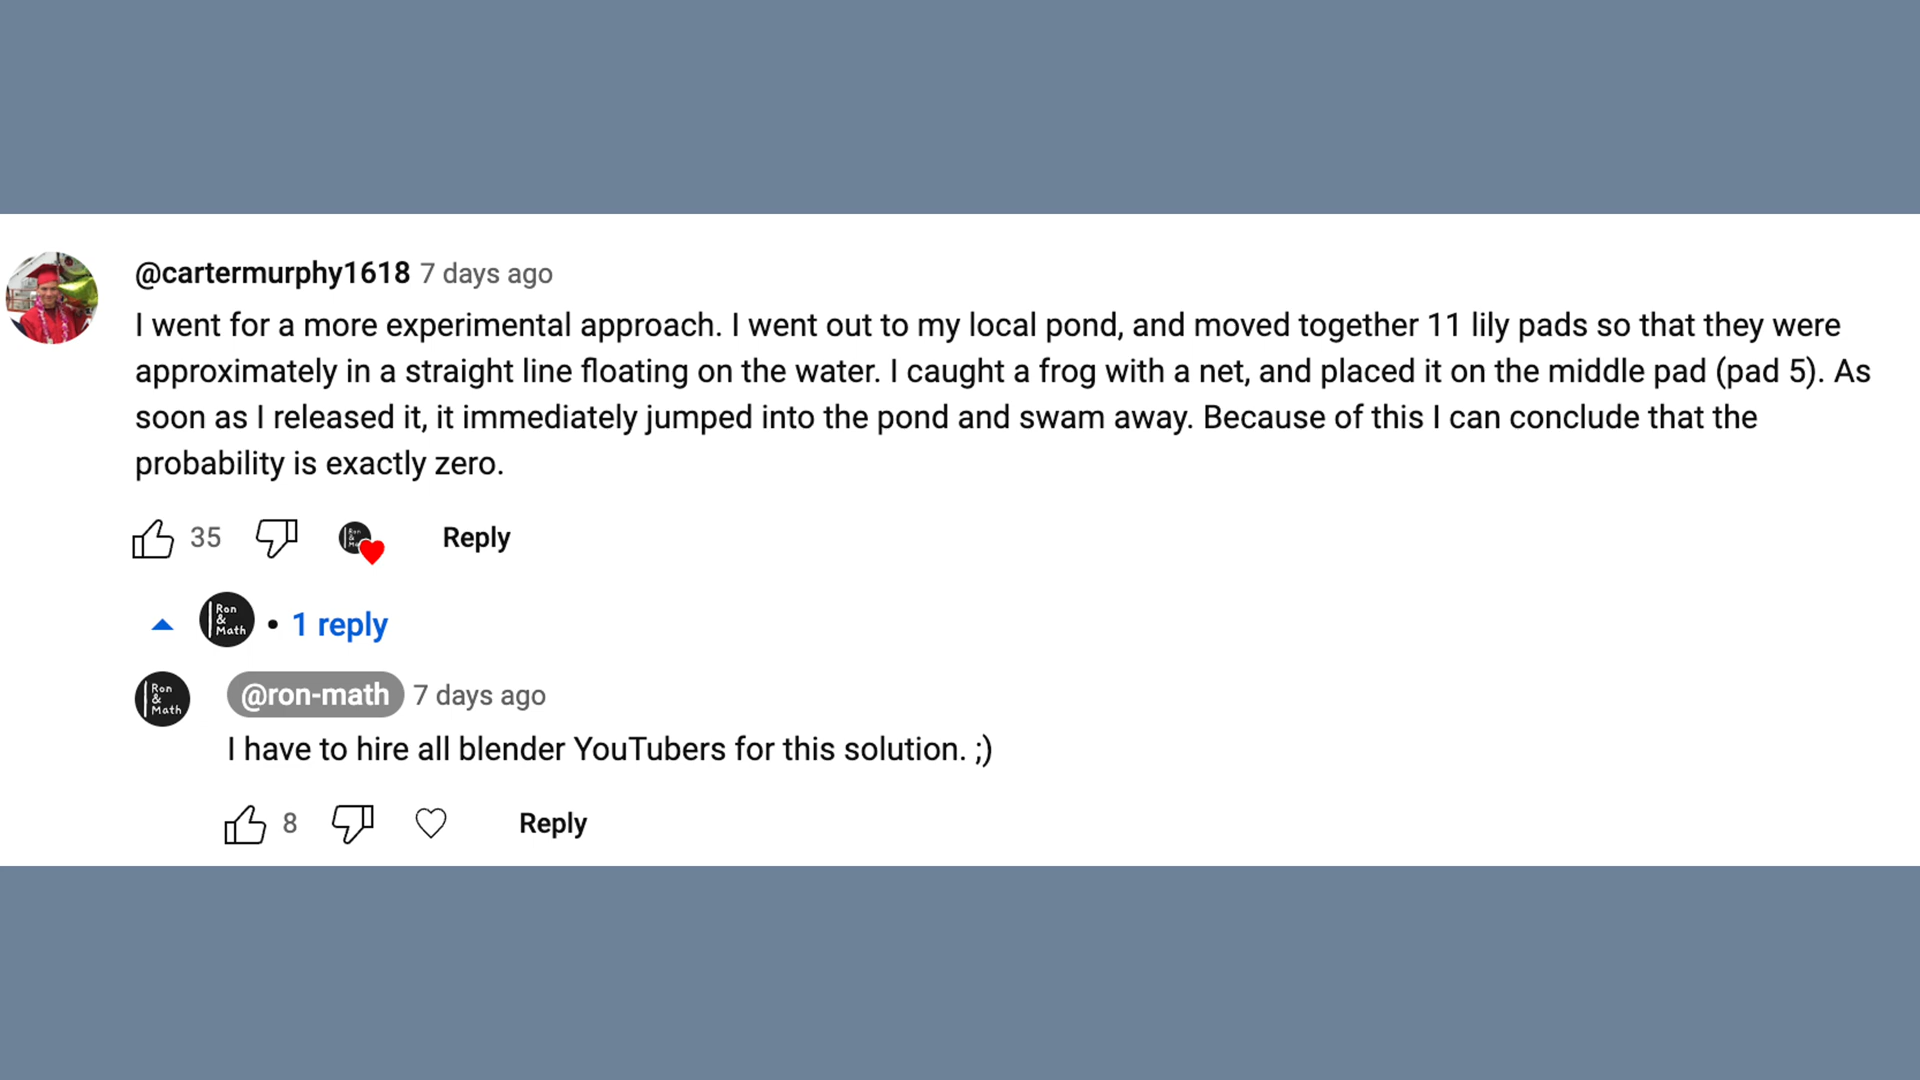 @cartermurphy1618 7 days ago
I went for a more experimental approach. I went out to my local pond, and moved together 11 lily pads so that they were
approximately in a straight line floating on the water. I caught a frog with a net, and placed it on the middle pad (pad 5). As
soon as I released it, it immediately jumped into the pond and swam away. Because of this I can conclude that the
probability is exactly zero.
35 Reply
Ron
&
Math
• 1 reply
Ron
&
Math
@ron-math 7 days ago
I have to hire all blender YouTubers for this solution. ;)
8 Reply